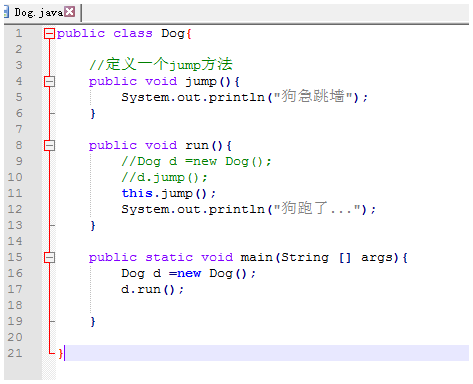 Dog.java
1 public class Dog{
2
3 //定义一个jump方法
4 public void jump(){
5 System.out.println("狗急跳墙");
6 }
7
8 public void run(){
9 //Dog d =new Dog();
10 //d.jump();
11 this.jump();
12 System.out.println("狗跑了...");
13 }
14
15 public static void main(String [] args){
16 Dog d =new Dog();
17 d.run();
18
19 }
20
21 }